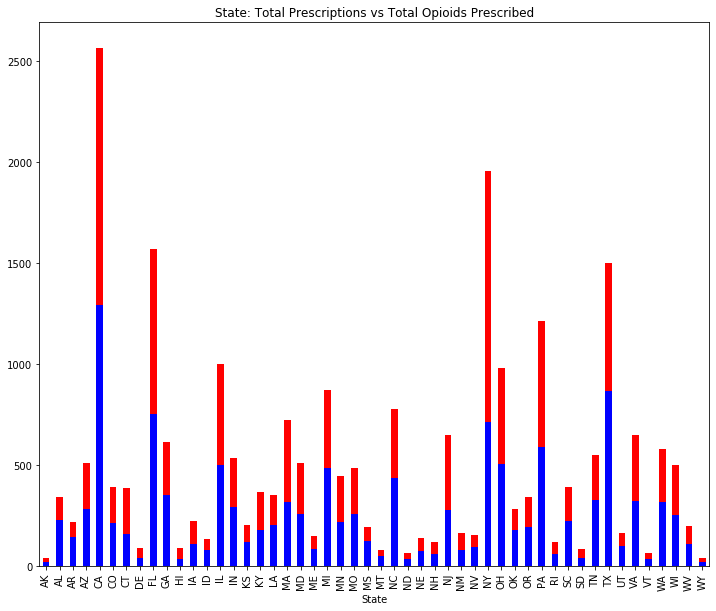 State: Total Prescriptions vs Total Opioids Prescribed
2500
2000
1500
1000
500
0
AK AL AR AZ CA CO CT DE FL GA HI IA ID IL IN KS KY LA MA MD ME MI MN MO MS MT NC ND NE NH NJ NM NV NY OH OK OR PA RI SC SD TN TX UT VA VT WA WI WV WY
State